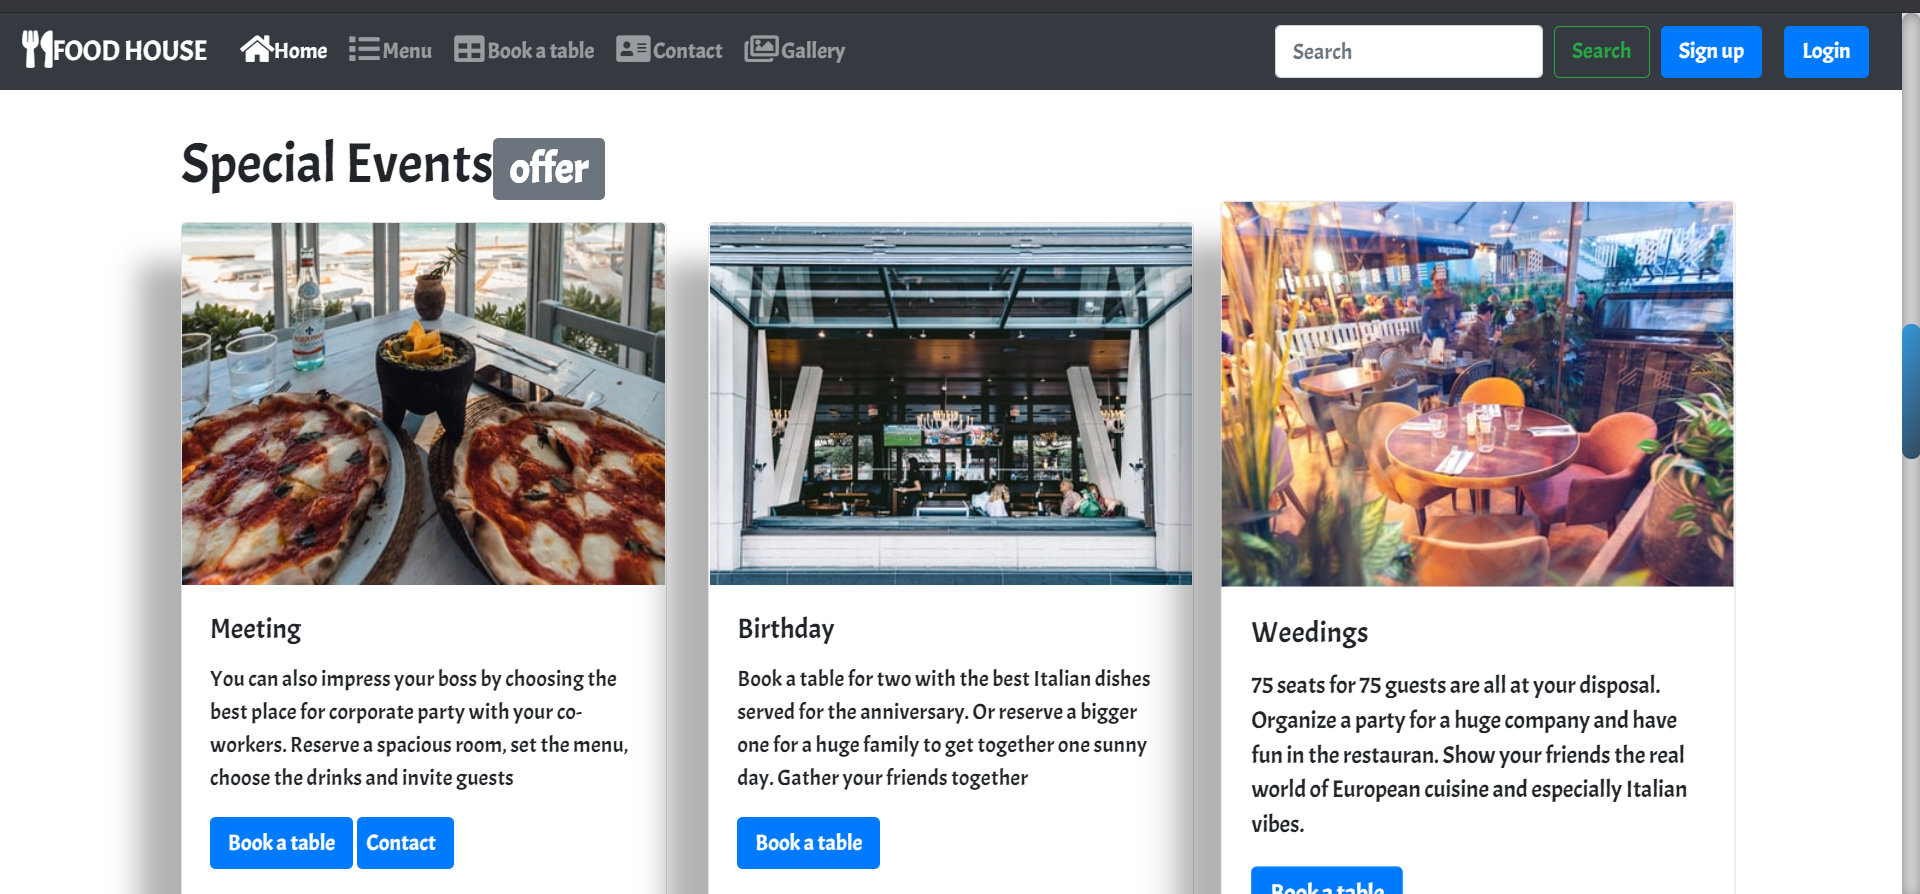 FOOD HOUSE Home Menu Book a table Contact Gallery Search Search Sign up Login
Special Events offer
Meeting
You can also impress your boss by choosing the
best place for corporate party with your co-
workers. Reserve a spacious room, set the menu,
choose the drinks and invite guests
Book a table Contact
Birthday
Book a table for two with the best Italian dishes
served for the anniversary. Or reserve a bigger
one for a huge family to get together one sunny
day. Gather your friends together
Book a table
wagamama
Weedings
75 seats for 75 guests are all at your disposal.
Organize a party for a huge company and have
fun in the restauran. Show your friends the real
world of European cuisine and especially Italian
vibes.
Book a table